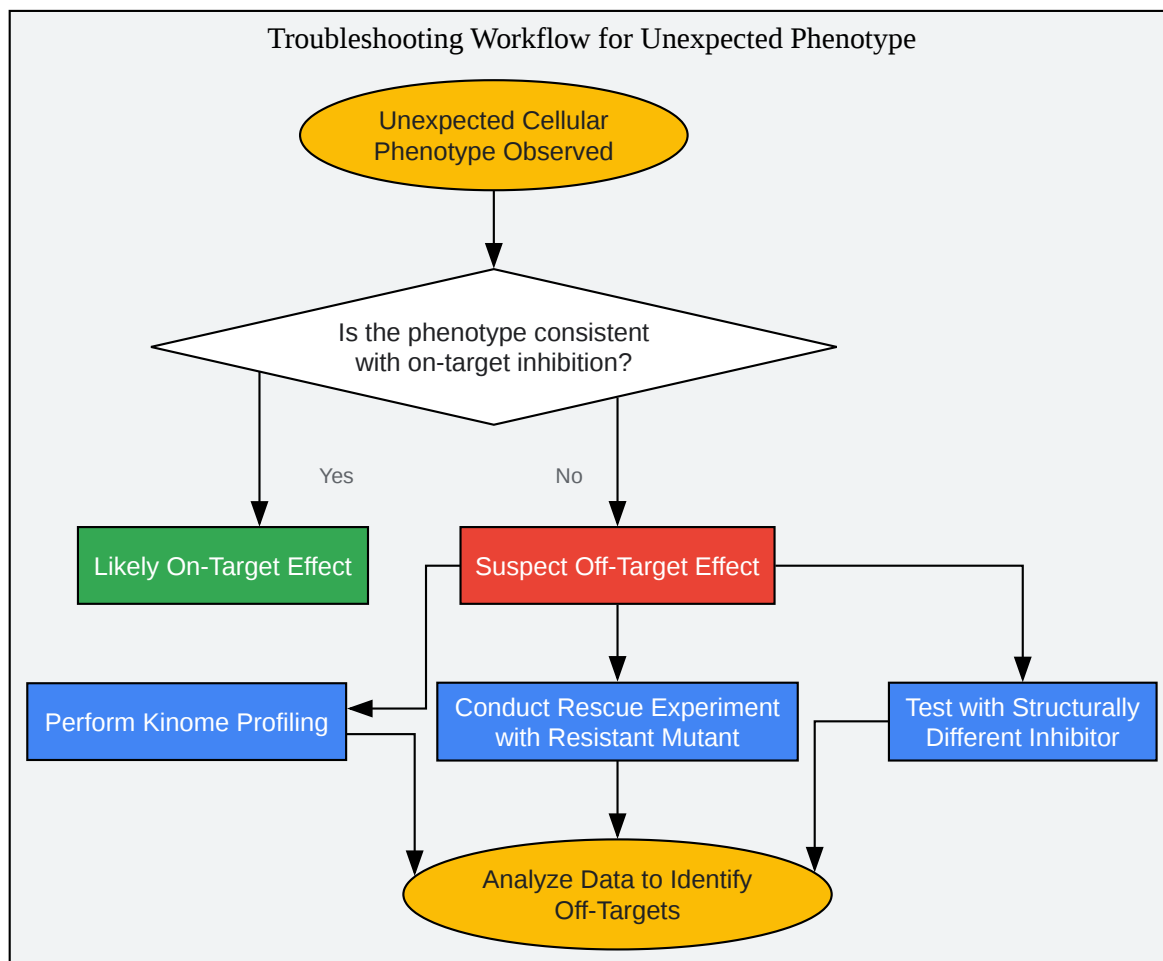 Troubleshooting Workflow for Unexpected Phenotype
Unexpected Cellular
Phenotype Observed
Is the phenotype consistent
with on-target inhibition?
Yes
No
Likely On-Target Effect
Suspect Off-Target Effect
Perform Kinome Profiling
Conduct Rescue Experiment
with Resistant Mutant
Test with Structurally
Different Inhibitor
Analyze Data to Identify
Off-Targets